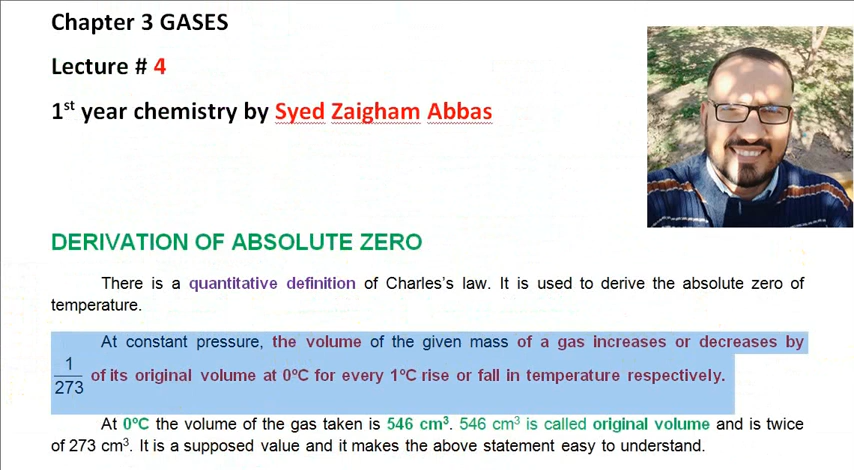 Chapter 3 GASES
Lecture # 4
1st year chemistry by Syed Zaigham Abbas
DERIVATION OF ABSOLUTE ZERO
There is a quantitative definition of Charles's law. It is used to derive the absolute zero of
temperature.
At constant pressure, the volume of the given mass of a gas increases or decreases by
1/273 of its original volume at 0°C for every 1°C rise or fall in temperature respectively.
At 0°C the volume of the gas taken is 546 cm³. 546 cm³ is called original volume and is twice
of 273 cm³. It is a supposed value and it makes the above statement easy to understand.